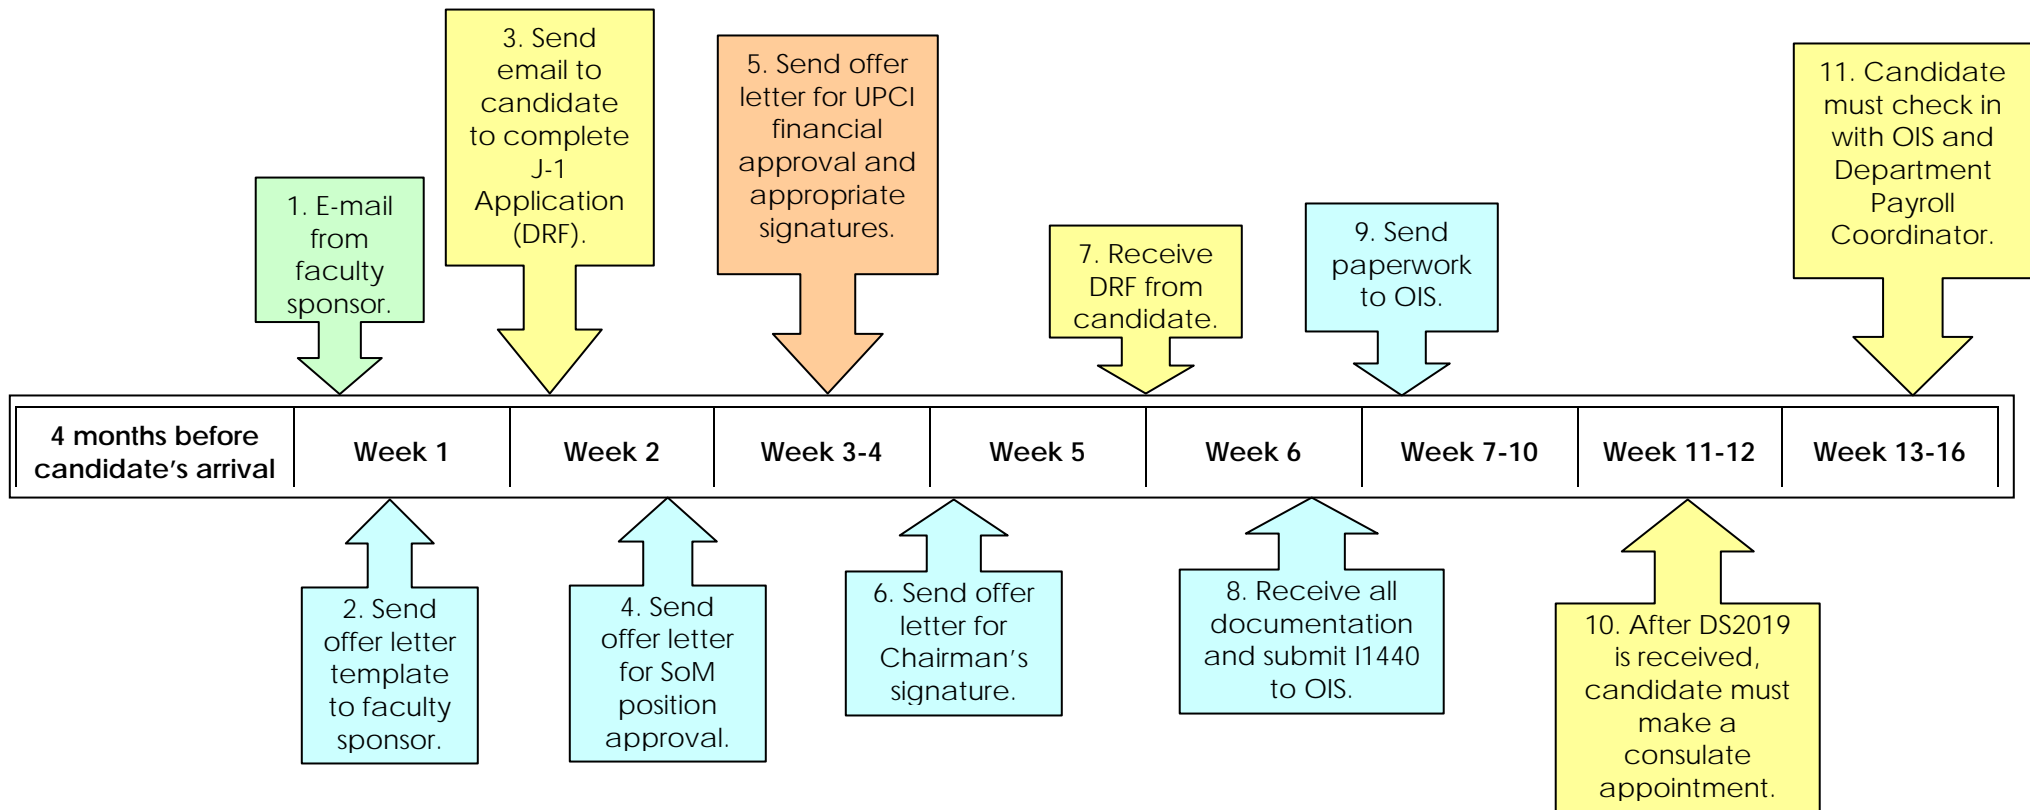 1. E-mail
from
faculty
sponsor.
3. Send
email to
candidate
to complete
J-1
Application
(DRF).
5. Send offer
letter for UPCI
financial
approval and
appropriate
signatures.
7. Receive
DRF from
candidate.
9. Send
paperwork
to OIS.
11. Candidate
must check in
with OIS and
Department
Payroll
Coordinator.
4 months before
candidate's arrival
Week 1
Week 2
Week 3-4
Week 5
Week 6
Week 7-10
Week 11-12
Week 13-16
2. Send
offer letter
template
to faculty
sponsor.
4. Send
offer letter
for SoM
position
approval.
6. Send offer
letter for
Chairman's
signature.
8. Receive all
documentation
and submit I1440
to OIS.
10. After DS2019
is received,
candidate must
make a
consulate
appointment.